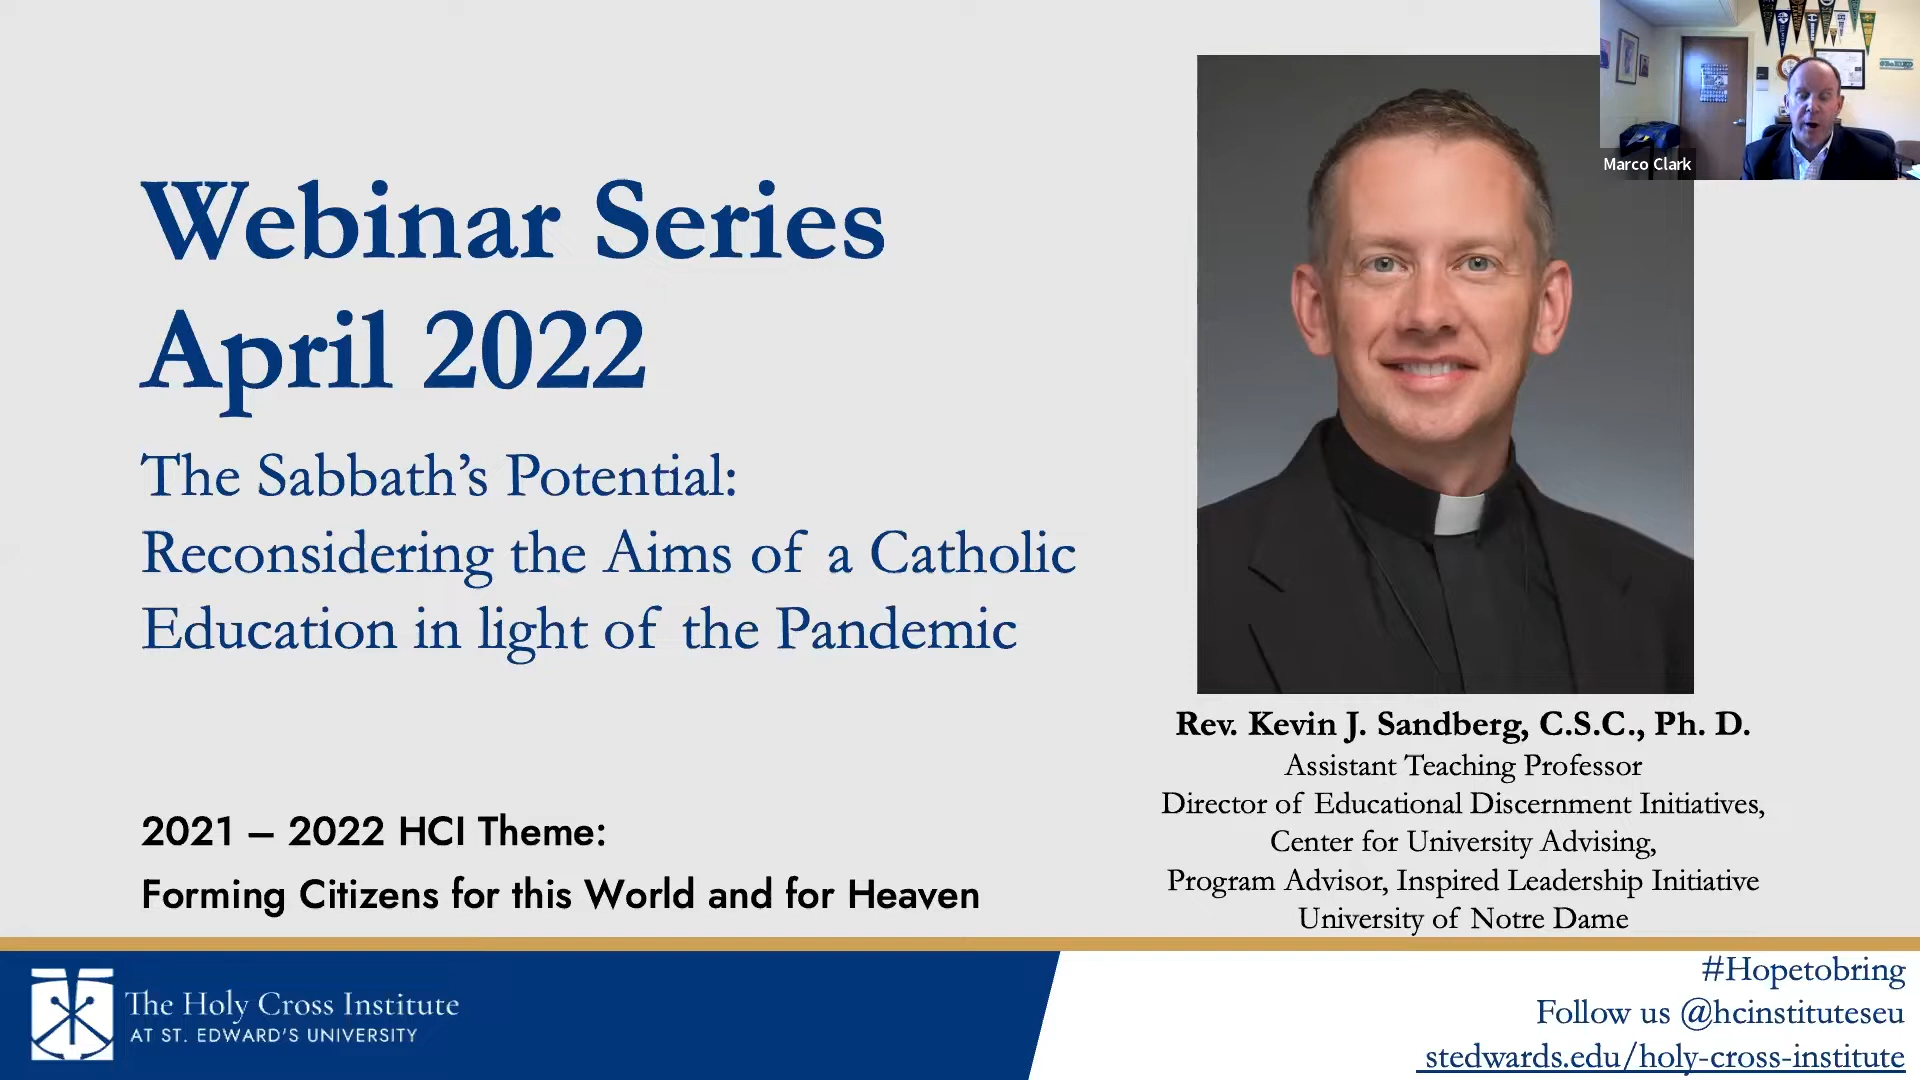 Webinar Series
April 2022
The Sabbath's Potential:
Reconsidering the Aims of a Catholic
Education in light of the Pandemic
2021 – 2022 HCI Theme:
Forming Citizens for this World and for Heaven
Marco Clark
Rev. Kevin J. Sandberg, C.S.C., Ph. D.
Assistant Teaching Professor
Director of Educational Discernment Initiatives,
Center for University Advising,
Program Advisor, Inspired Leadership Initiative
University of Notre Dame
The Holy Cross Institute
AT ST. EDWARD'S UNIVERSITY
#Hopetobring
Follow us @hcinstituteseu
stedwards.edu/holy-cross-institute